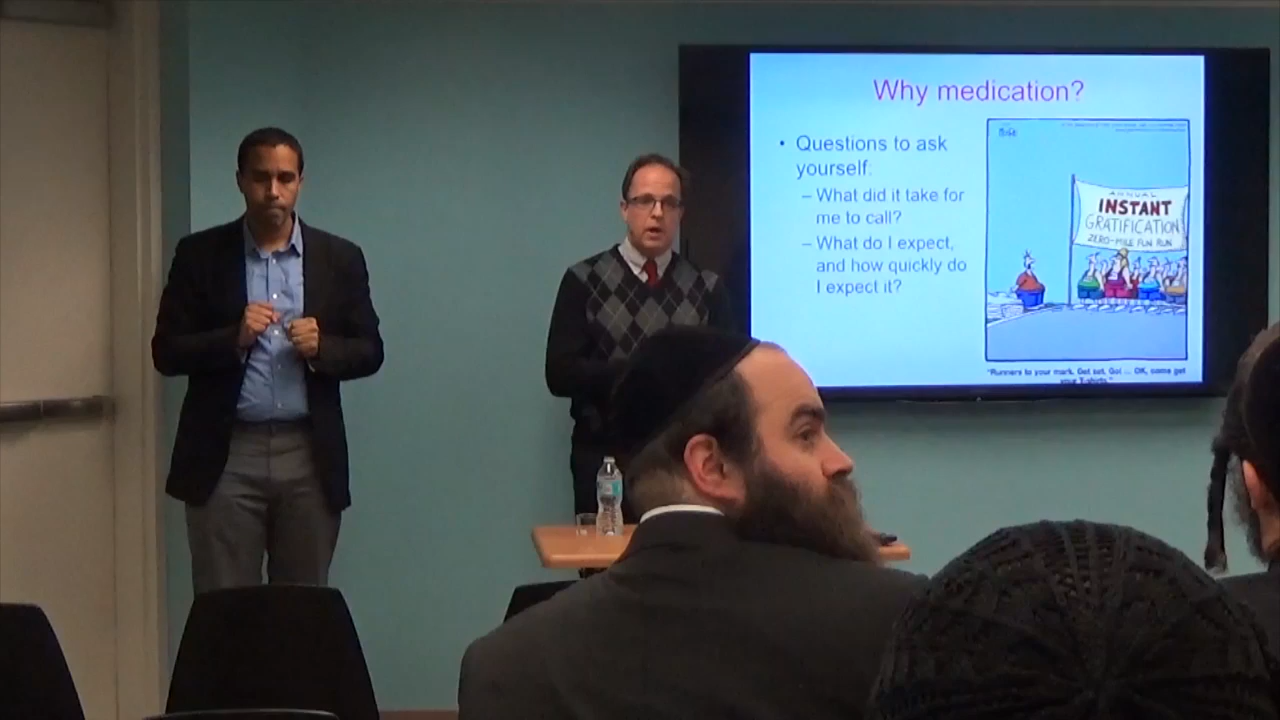 Why medication?
• Questions to ask
yourself:
– What did it take for
me to call?
– What do I expect,
and how quickly do
I expect it?
ANNUAL
INSTANT
GRATIFICATION
ZERO-MILE FUN RUN
"Runners to your mark. Get set. Go! ... OK, come get
your T-shirts."